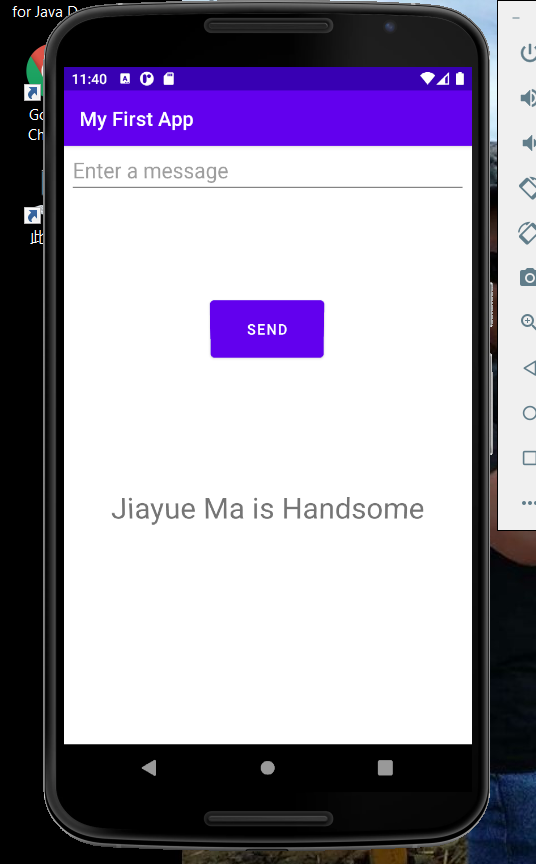 for Java D
Go
Ch
此
11:40
My First App
Enter a message
SEND
Jiayue Ma is Handsome